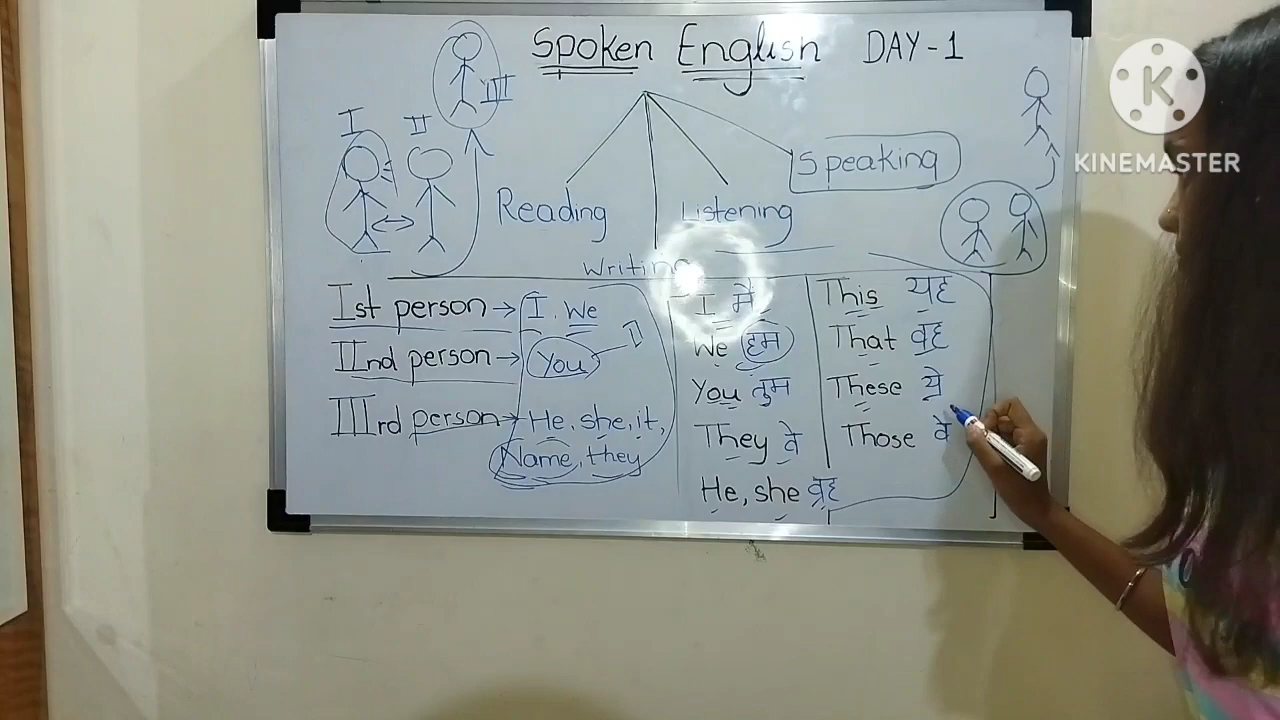 Spoken English DAY-1
I II III
Reading Writing Listening Speaking
Ist person → I, We
IInd person → You II
IIIrd person → He, she, it,
Name, they
I में
We हम
You तुम
They वे
He, she वह
This यह
That वह
These ये
Those वे
K
KINEMASTER